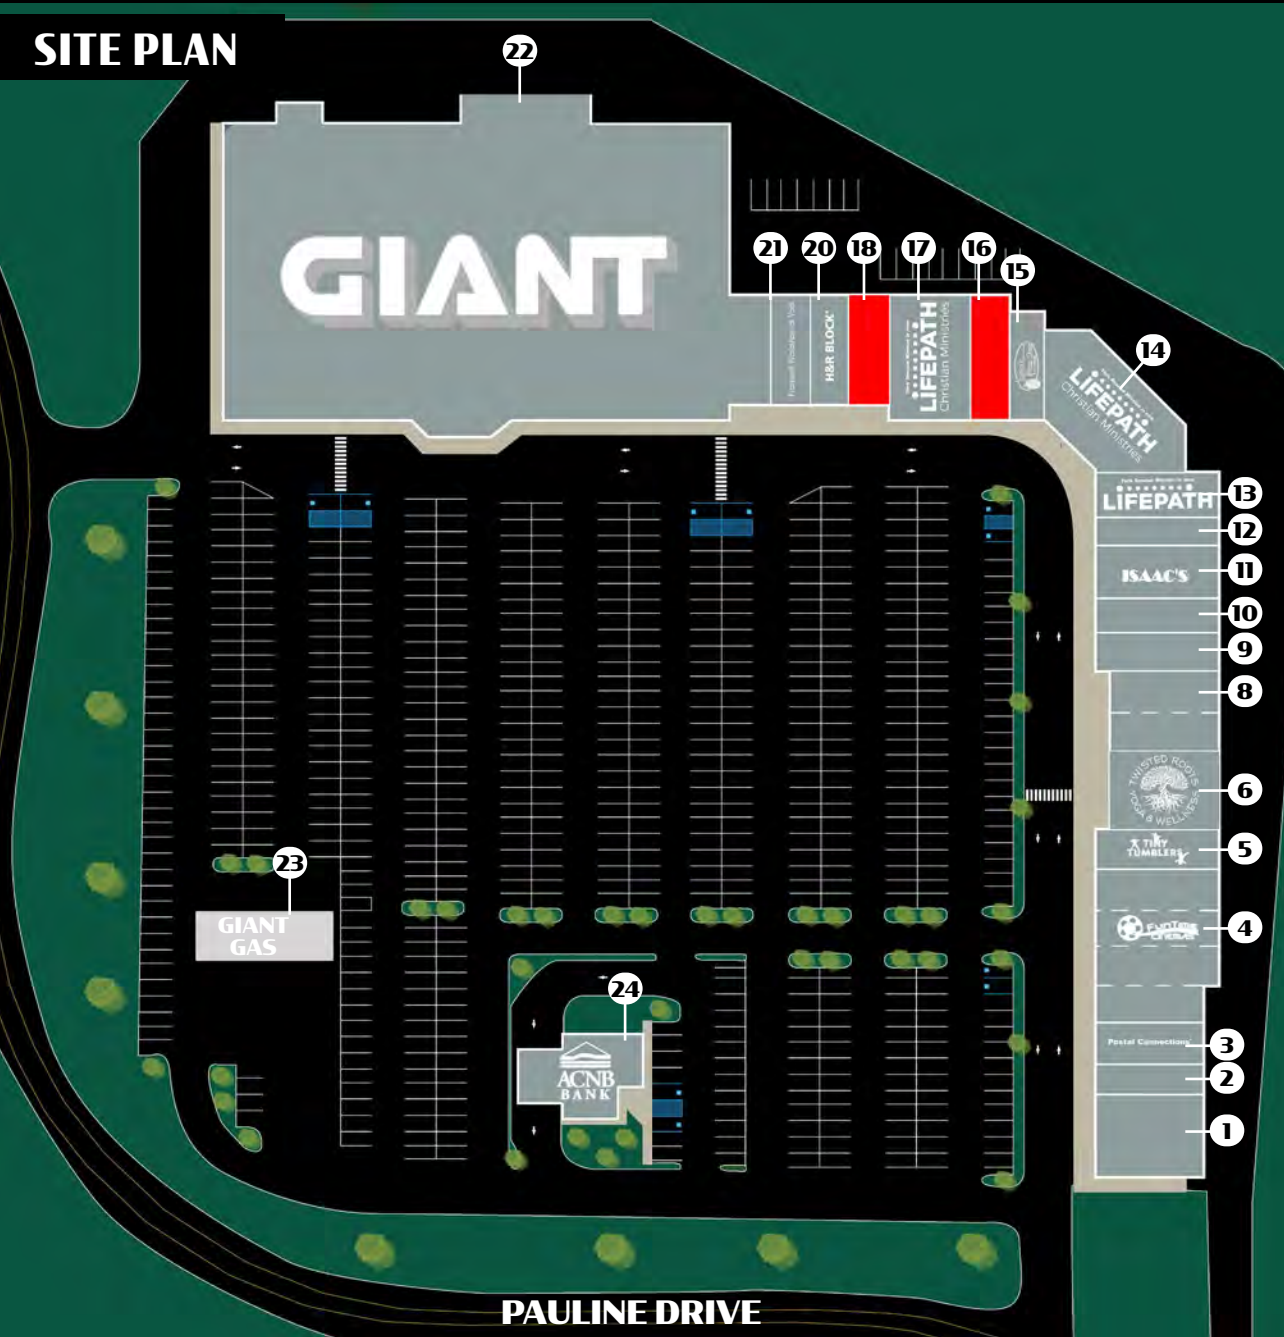 SITE PLAN
22
GIANT
21
20
18
17
16
15
14
H&R BLOCK
LIFEPATH
Christian Ministries
LIFEPATH
Christian Ministries
LIFEPATH
13
12
ISAAC'S
11
10
9
8
TWISTED ROOTS
YOGA & WELLNESS
6
TINY
TUMBLERS
5
4
Postal Connections
3
2
1
23
GIANT
GAS
24
ACNB
BANK
PAULINE DRIVE